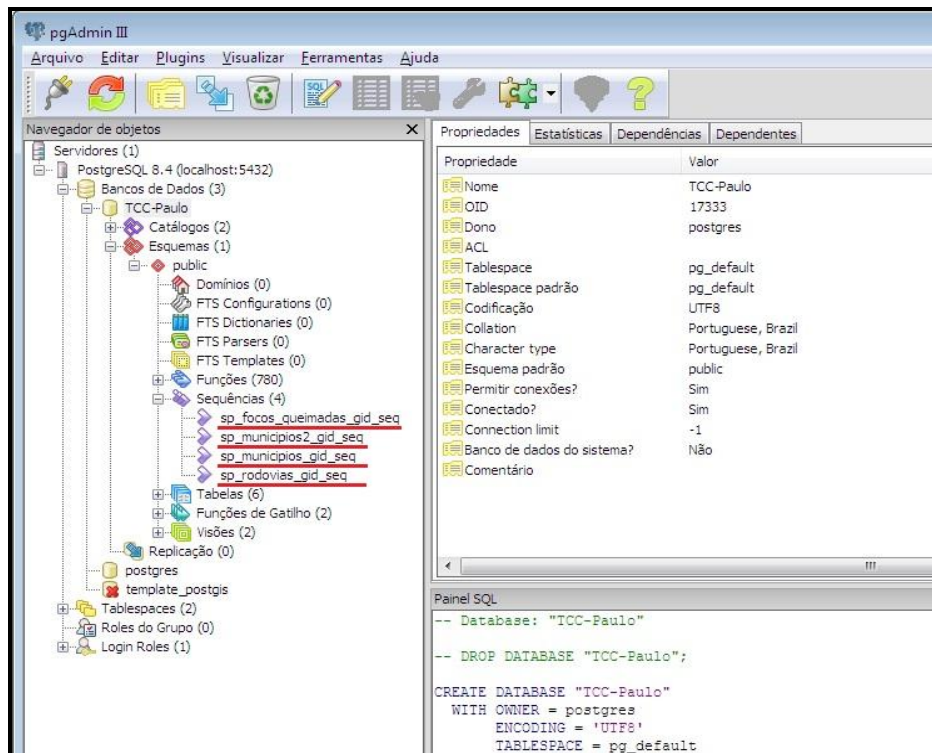 pgAdmin III
Arquivo Editar Plugins Visualizar Ferramentas Ajuda
SQL
Navegador de objetos
Servidores (1)
PostgreSQL 8.4 (localhost:5432)
Bancos de Dados (3)
TCC-Paulo
Catálogos (2)
Esquemas (1)
public
Domínios (0)
FTS Configurations (0)
FTS Dictionaries (0)
FTS Parsers (0)
FTS Templates (0)
Funções (780)
Sequências (4)
sp_focos_queimadas_gid_seq
sp_municipios2_gid_seq
sp_municipios_gid_seq
sp_rodovias_gid_seq
Tabelas (6)
Funções de Gatilho (2)
Visões (2)
Replicação (0)
postgres
template_postgis
Tablespaces (2)
Roles do Grupo (0)
Login Roles (1)
Propriedades Estatísticas Dependências Dependentes
Propriedade Valor
Nome TCC-Paulo
OID 17333
Dono postgres
ACL
Tablespace pg_default
Tablespace padrão pg_default
Codificação UTF8
Collation Portuguese, Brazil
Character type Portuguese, Brazil
Esquema padrão public
Permitir conexões? Sim
Conectado? Sim
Connection limit -1
Banco de dados do sistema? Não
Comentário
Painel SQL
-- Database: "TCC-Paulo"
-- DROP DATABASE "TCC-Paulo";
CREATE DATABASE "TCC-Paulo"
WITH OWNER = postgres
ENCODING = 'UTF8'
TABLESPACE = pg_default